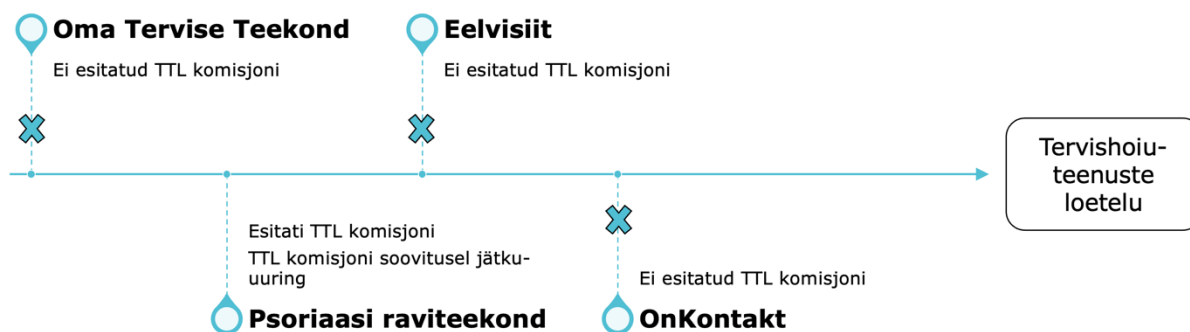 Oma Tervise Teekond
Ei esitatud TTL komisjoni
Eelvisiit
Ei esitatud TTL komisjoni
Tervishoiu-
teenuste
loetelu
Esitati TTL komisjoni
TTL komisjoni soovitusel jätku-
uuring
Psoriaasi raviteekond
Ei esitatud TTL komisjoni
OnKontakt